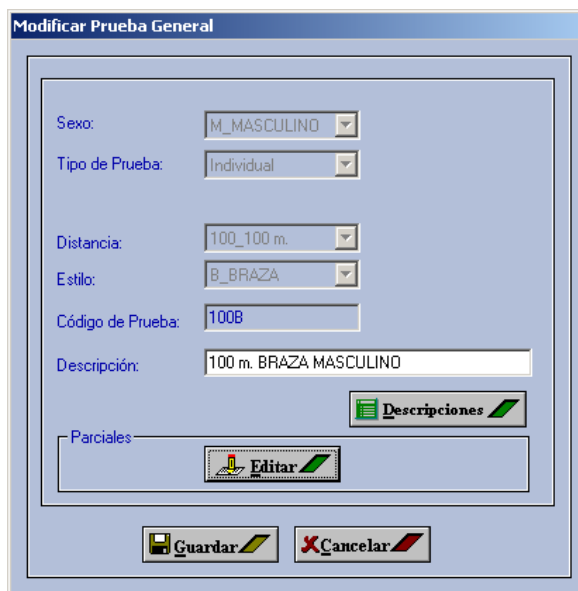 Modificar Prueba General
Sexo: M_MASCULINO
Tipo de Prueba: Individual
Distancia: 100_100 m.
Estilo: B_BRAZA
Código de Prueba: 100B
Descripción: 100 m. BRAZA MASCULINO
Descripciones
Parciales
Editar
Guardar Cancelar